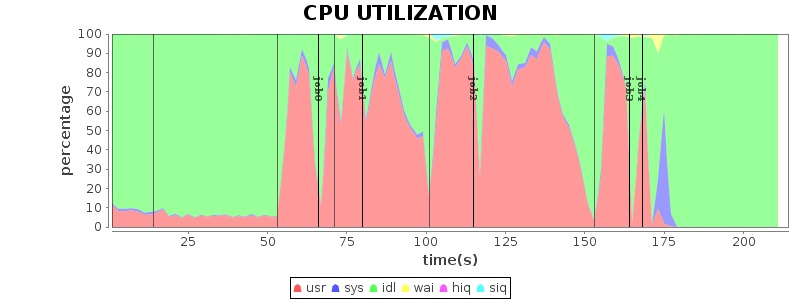 CPU UTILIZATION
percentage
100
90
80
70
60
50
40
30
20
10
0
job0
job1
job2
job3
job4
25 50 75 100 125 150 175 200
time(s)
usr sys idl wai hiq siq